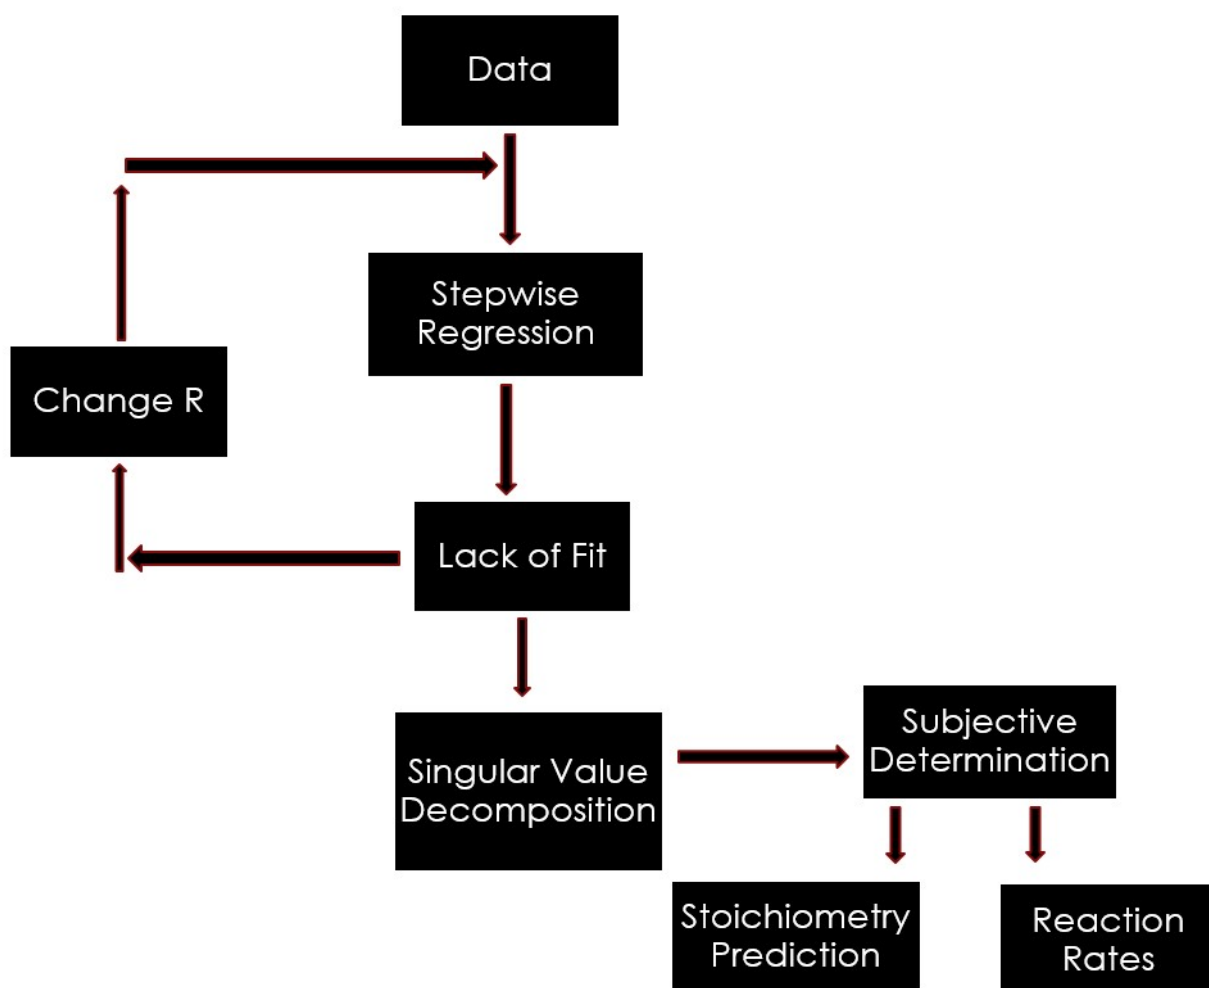 Data
Stepwise
Regression
Change R
Lack of Fit
Singular Value
Decomposition
Subjective
Determination
Stoichiometry
Prediction
Reaction
Rates